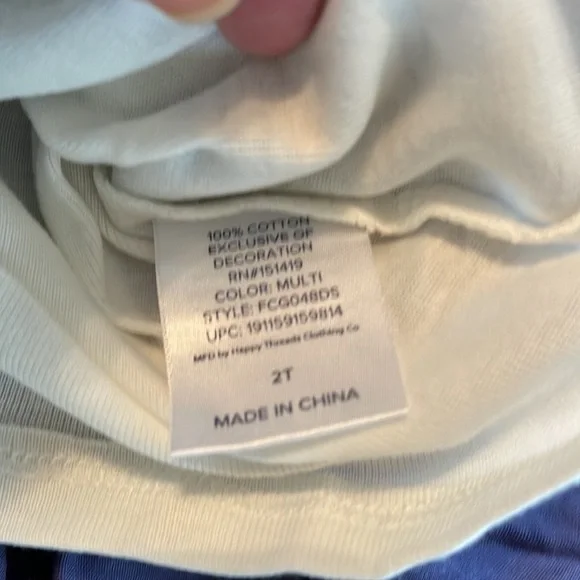 100% COTTON
EXCLUSIVE OF
DECORATION
RN#151419
COLOR: MULTI
STYLE: FCG048DS
UPC: 191159159814
MFD by Happy Threads Clothing Co
2T
MADE IN CHINA